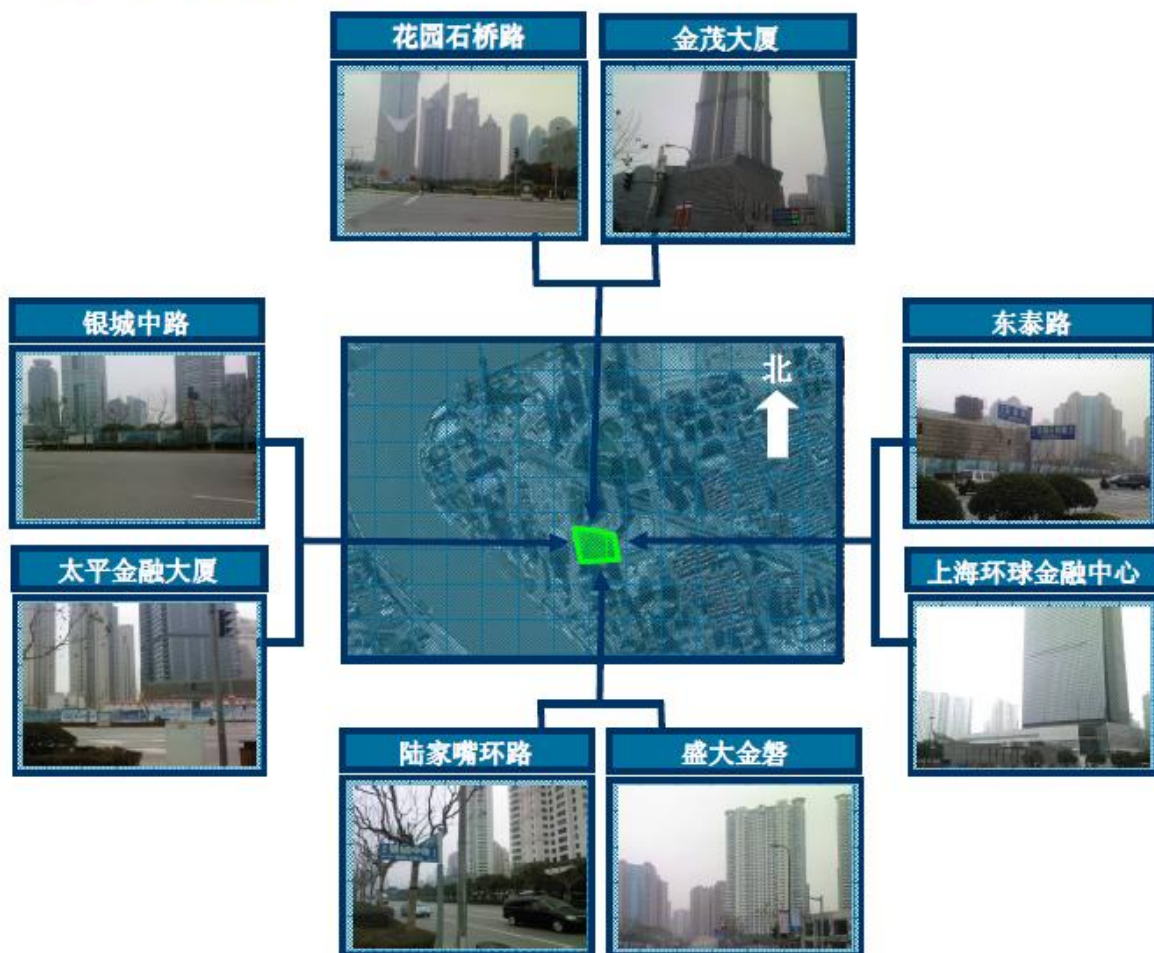 花园石桥路
金茂大厦
银城中路
东泰路
北
太平金融大厦
上海环球金融中心
陆家嘴环路
盛大金磐